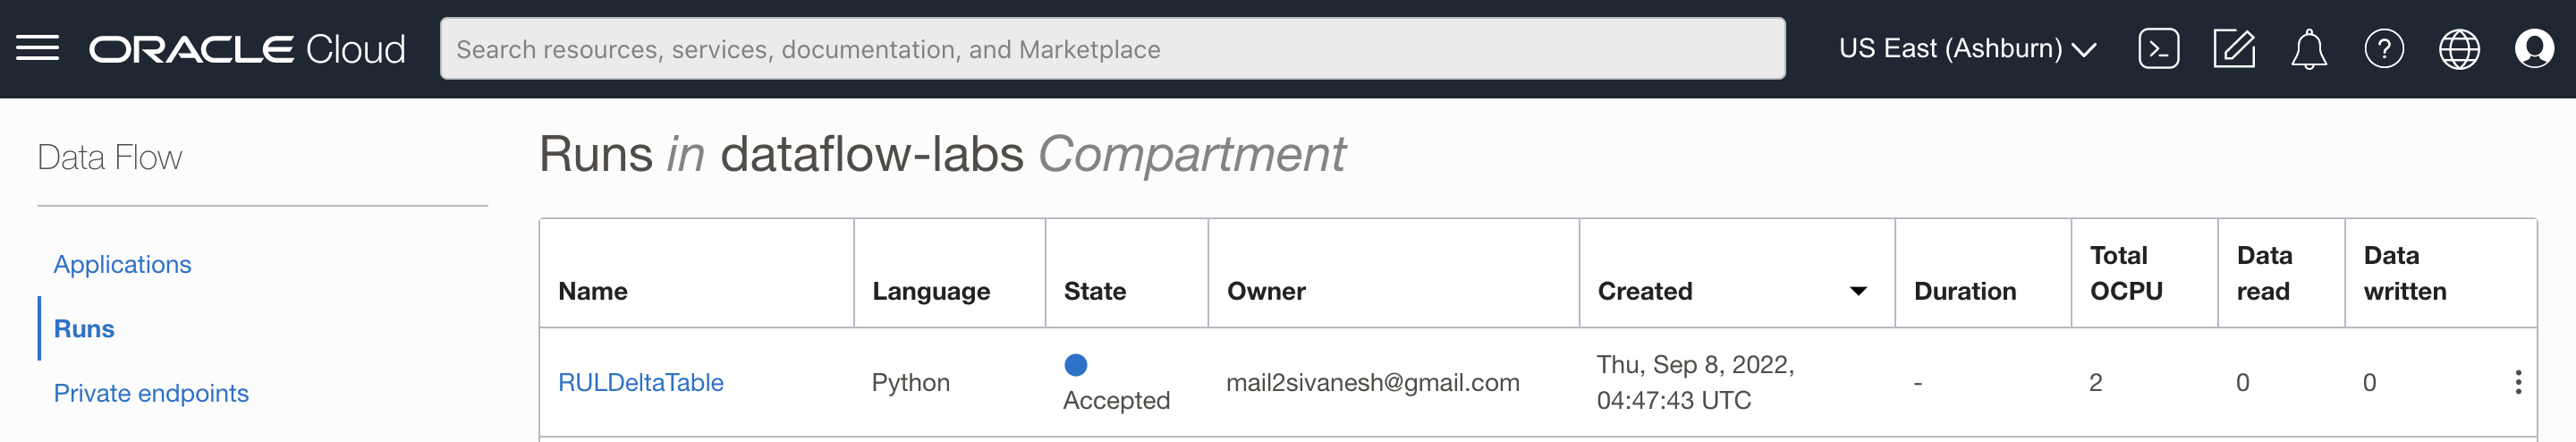 ORACLE Cloud
Search resources, services, documentation, and Marketplace
US East (Ashburn)
Data Flow
Applications
Runs
Private endpoints
Runs in dataflow-labs Compartment
Name Language State Owner Created Duration Total OCPU Data read Data written
RULDeltaTable Python Accepted mail2sivanesh@gmail.com Thu, Sep 8, 2022, 04:47:43 UTC - 2 0 0